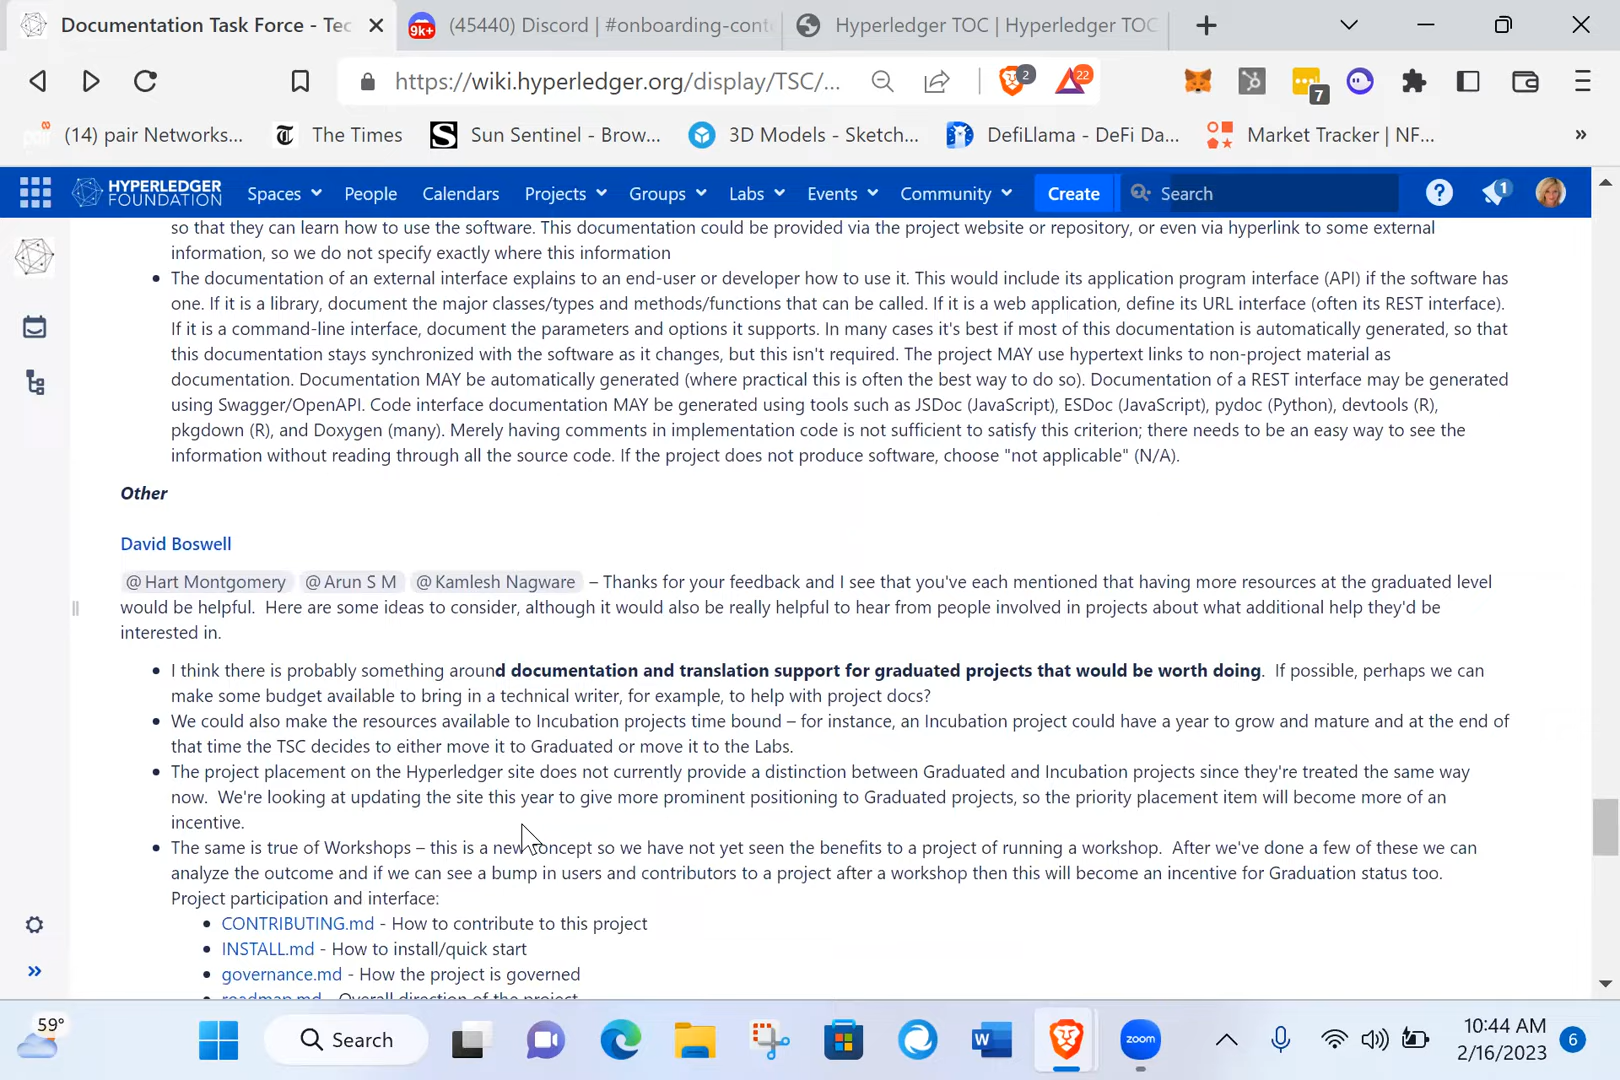 Documentation Task Force - Tec
9k+
(45440) Discord | #onboarding-cont
Hyperledger TOC | Hyperledger TOC
https://wiki.hyperledger.org/display/TSC/...
2
22
7
(14) pair Networks...
The Times
Sun Sentinel - Brow...
3D Models - Sketch...
DefiLlama - DeFi Da...
Market Tracker | NF...
»
HYPERLEDGER
FOUNDATION
Spaces
People
Calendars
Projects
Groups
Labs
Events
Community
Create
Search
1
so that they can learn how to use the software. This documentation could be provided via the project website or repository, or even via hyperlink to some external
information, so we do not specify exactly where this information
• The documentation of an external interface explains to an end-user or developer how to use it. This would include its application program interface (API) if the software has
one. If it is a library, document the major classes/types and methods/functions that can be called. If it is a web application, define its URL interface (often its REST interface).
If it is a command-line interface, document the parameters and options it supports. In many cases it's best if most of this documentation is automatically generated, so that
this documentation stays synchronized with the software as it changes, but this isn't required. The project MAY use hypertext links to non-project material as
documentation. Documentation MAY be automatically generated (where practical this is often the best way to do so). Documentation of a REST interface may be generated
using Swagger/OpenAPI. Code interface documentation MAY be generated using tools such as JSDoc (JavaScript), ESDoc (JavaScript), pydoc (Python), devtools (R),
pkgdown (R), and Doxygen (many). Merely having comments in implementation code is not sufficient to satisfy this criterion; there needs to be an easy way to see the
information without reading through all the source code. If the project does not produce software, choose "not applicable" (N/A).
Other
David Boswell
@Hart Montgomery @Arun S M @Kamlesh Nagware – Thanks for your feedback and I see that you've each mentioned that having more resources at the graduated level
would be helpful. Here are some ideas to consider, although it would also be really helpful to hear from people involved in projects about what additional help they'd be
interested in.
• I think there is probably something around documentation and translation support for graduated projects that would be worth doing. If possible, perhaps we can
make some budget available to bring in a technical writer, for example, to help with project docs?
• We could also make the resources available to Incubation projects time bound – for instance, an Incubation project could have a year to grow and mature and at the end of
that time the TSC decides to either move it to Graduated or move it to the Labs.
• The project placement on the Hyperledger site does not currently provide a distinction between Graduated and Incubation projects since they're treated the same way
now. We're looking at updating the site this year to give more prominent positioning to Graduated projects, so the priority placement item will become more of an
incentive.
• The same is true of Workshops – this is a new concept so we have not yet seen the benefits to a project of running a workshop. After we've done a few of these we can
analyze the outcome and if we can see a bump in users and contributors to a project after a workshop then this will become an incentive for Graduation status too.
Project participation and interface:
• CONTRIBUTING.md - How to contribute to this project
• INSTALL.md - How to install/quick start
• governance.md - How the project is governed
• roadmap.md - Overall direction of the project
59°
Search
zoom
10:44 AM
2/16/2023
6